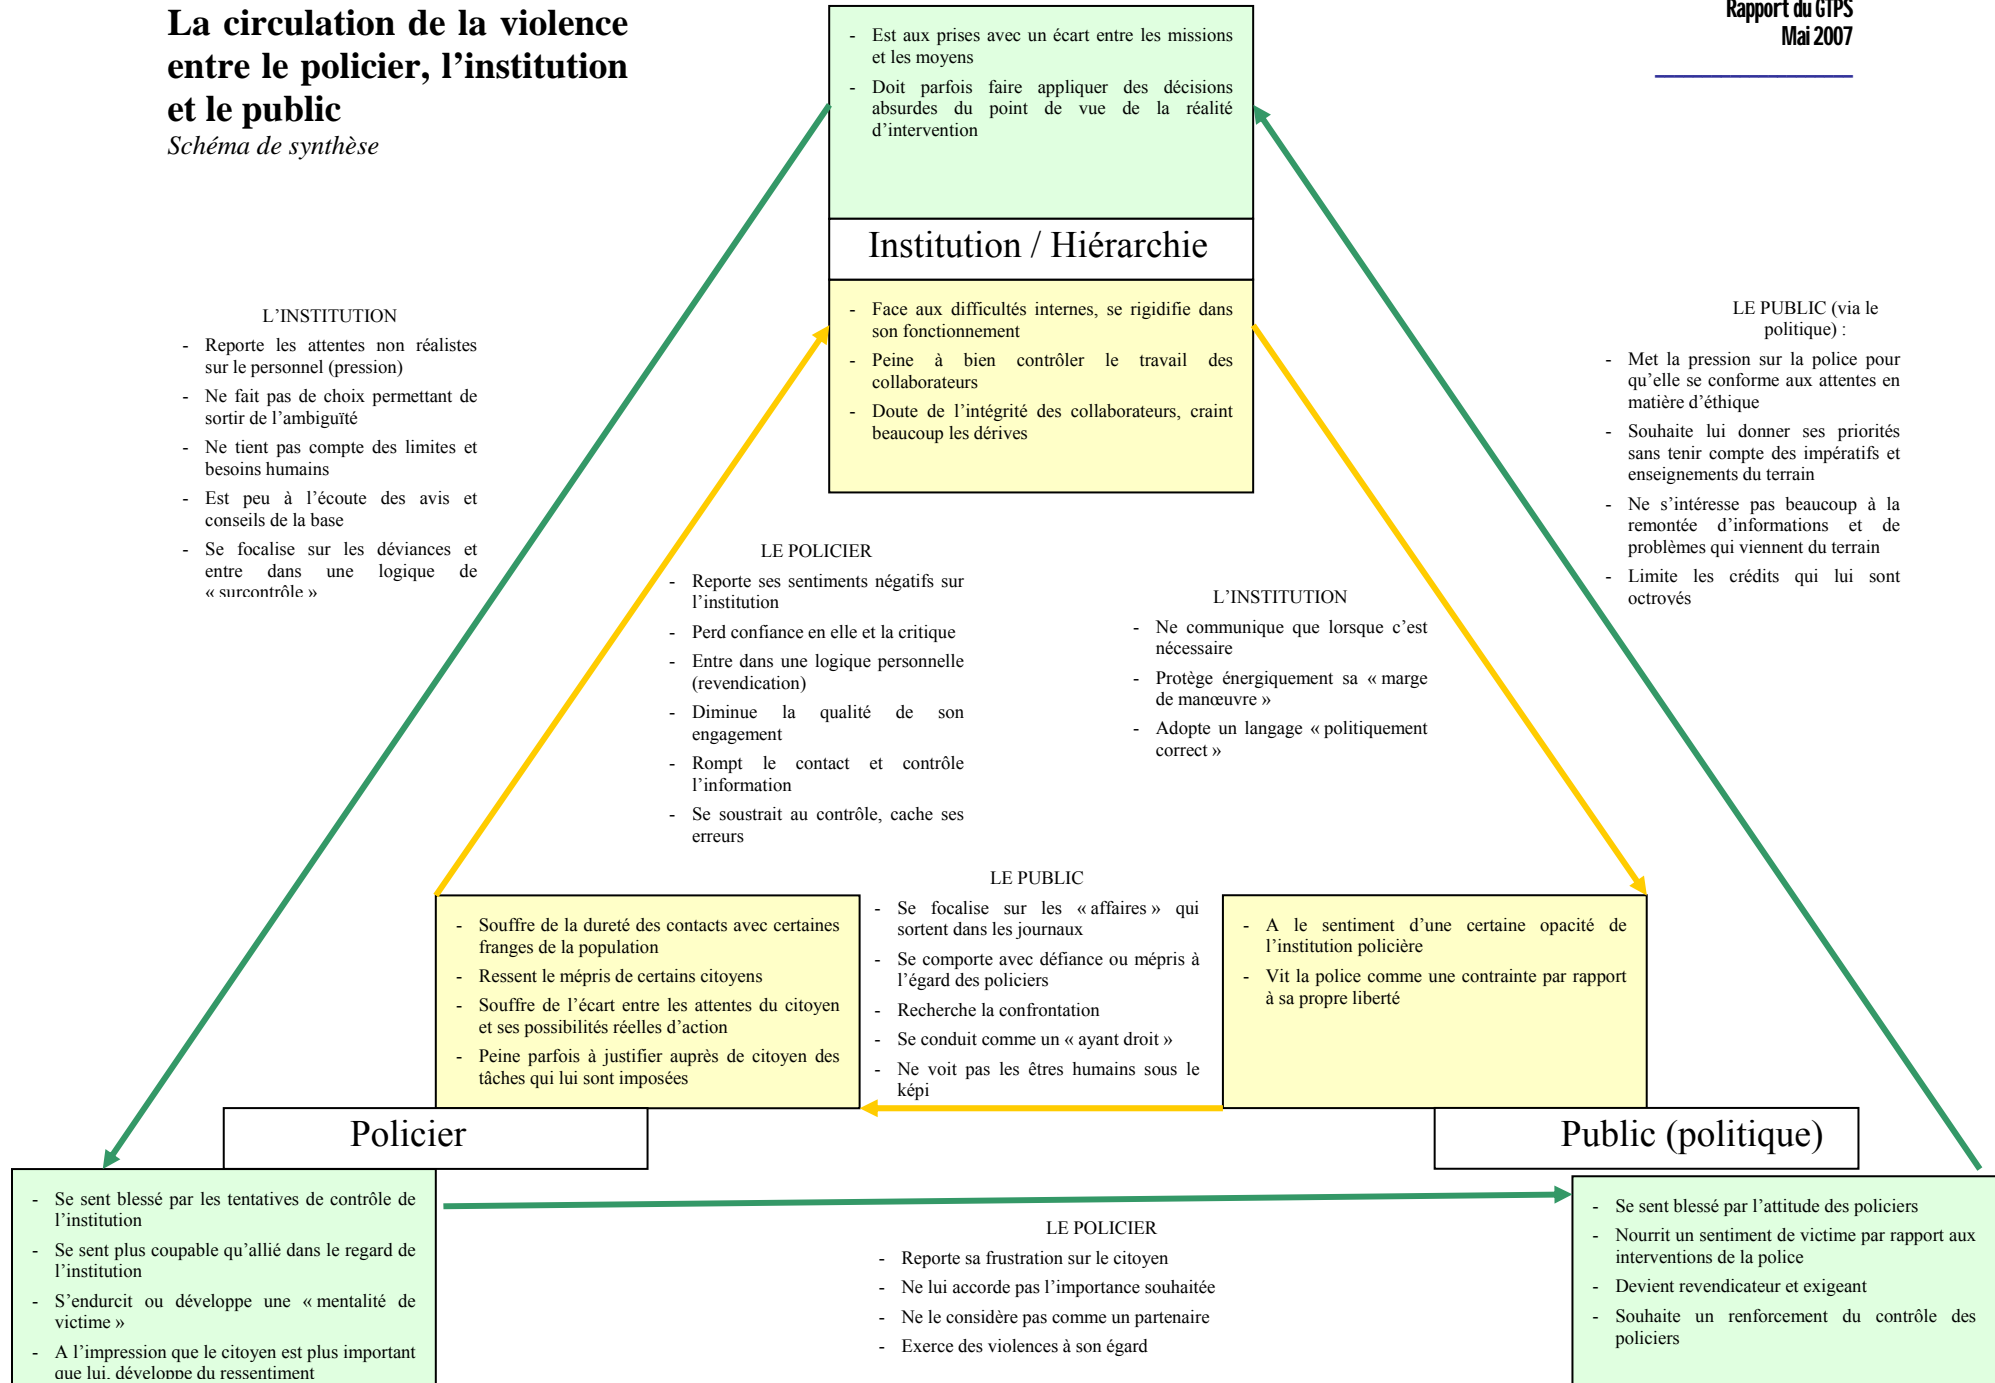 La circulation de la violence
entre le policier, l’institution
et le public
Schéma de synthèse
Rapport du GTPS
Mai 2007
- Est aux prises avec un écart entre les missions
et les moyens
- Doit parfois faire appliquer des décisions
absurdes du point de vue de la réalité
d’intervention
Institution / Hiérarchie
- Face aux difficultés internes, se rigidifie dans
son fonctionnement
- Peine à bien contrôler le travail des
collaborateurs
- Doute de l’intégrité des collaborateurs, craint
beaucoup les dérives
L’INSTITUTION
- Reporte les attentes non réalistes
sur le personnel (pression)
- Ne fait pas de choix permettant de
sortir de l’ambiguïté
- Ne tient pas compte des limites et
besoins humains
- Est peu à l’écoute des avis et
conseils de la base
- Se focalise sur les déviances et
entre dans une logique de
« surcontrôle »
LE PUBLIC (via le
politique) :
- Met la pression sur la police pour
qu’elle se conforme aux attentes en
matière d’éthique
- Souhaite lui donner ses priorités
sans tenir compte des impératifs et
enseignements du terrain
- Ne s’intéresse pas beaucoup à la
remontée d’informations et de
problèmes qui viennent du terrain
- Limite les crédits qui lui sont
octroyés
LE POLICIER
- Reporte ses sentiments négatifs sur
l’institution
- Perd confiance en elle et la critique
- Entre dans une logique personnelle
(revendication)
- Diminue la qualité de son
engagement
- Rompt le contact et contrôle
l’information
- Se soustrait au contrôle, cache ses
erreurs
L’INSTITUTION
- Ne communique que lorsque c’est
nécessaire
- Protège énergiquement sa « marge
de manœuvre »
- Adopte un langage « politiquement
correct »
- Souffre de la dureté des contacts avec certaines
franges de la population
- Ressent le mépris de certains citoyens
- Souffre de l’écart entre les attentes du citoyen
et ses possibilités réelles d’action
- Peine parfois à justifier auprès de citoyen des
tâches qui lui sont imposées
LE PUBLIC
- Se focalise sur les « affaires » qui
sortent dans les journaux
- Se comporte avec défiance ou mépris à
l’égard des policiers
- Recherche la confrontation
- Se conduit comme un « ayant droit »
- Ne voit pas les êtres humains sous le
képi
- A le sentiment d’une certaine opacité de
l’institution policière
- Vit la police comme une contrainte par rapport
à sa propre liberté
Policier
Public (politique)
- Se sent blessé par les tentatives de contrôle de
l’institution
- Se sent plus coupable qu’allié dans le regard de
l’institution
- S’endurcit ou développe une « mentalité de
victime »
- A l’impression que le citoyen est plus important
que lui, développe du ressentiment
LE POLICIER
- Reporte sa frustration sur le citoyen
- Ne lui accorde pas l’importance souhaitée
- Ne le considère pas comme un partenaire
- Exerce des violences à son égard
- Se sent blessé par l’attitude des policiers
- Nourrit un sentiment de victime par rapport aux
interventions de la police
- Devient revendicateur et exigeant
- Souhaite un renforcement du contrôle des
policiers